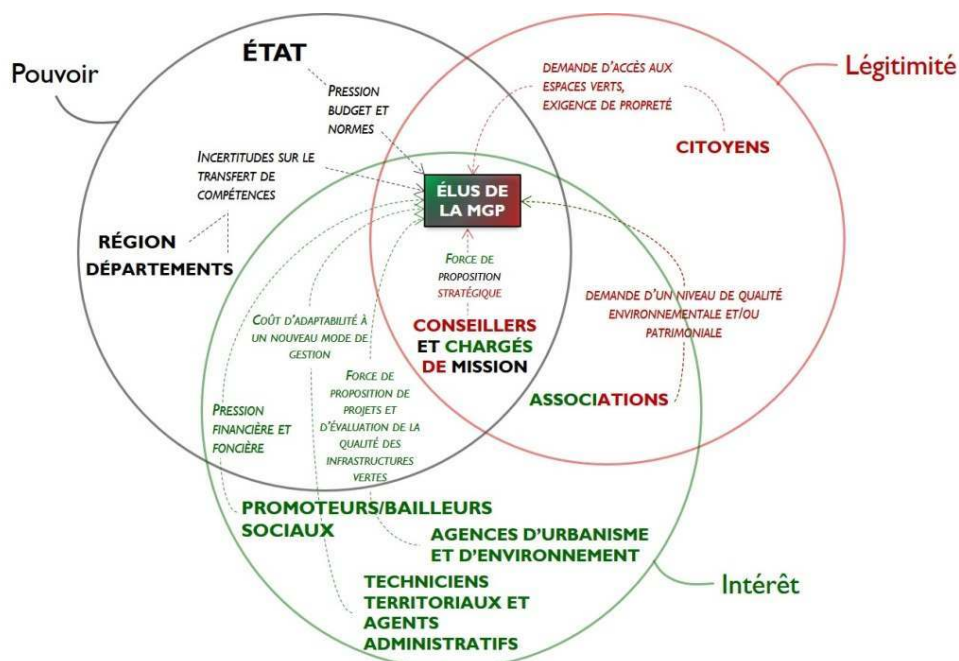 ÉTAT
Pouvoir
PRESSION
BUDGET ET
NORMES
DEMANDE D'ACCÈS AUX
ESPACES VERTS,
EXIGENCE DE PROPRETÉ
Légitimité
CITOYENS
INCERTITUDES SUR LE
TRANSFERT DE
COMPÉTENCES
ÉLUS DE
LA MGP
RÉGION
DÉPARTEMENTS
FORCE DE
PROPOSITION
STRATÉGIQUE
DEMANDE D'UN NIVEAU DE QUALITÉ
ENVIRONNEMENTALE ET/OU
PATRIMONIALE
COÛT D'ADAPTABILITÉ À
UN NOUVEAU MODE DE
GESTION
CONSEILLERS
ET CHARGÉS
DE MISSION
FORCE DE
PROPOSITION DE
PROJETS ET
D'ÉVALUATION DE LA
QUALITÉ DES
INFRASTRUCTURES
VERTES
ASSOCIATIONS
PRESSION
FINANCIÈRE ET
FONCIÈRE
PROMOTEURS/BAILLEURS
SOCIAUX
AGENCES D'URBANISME
ET D'ENVIRONNEMENT
TECHNICIENS
TERRITORIAUX ET
AGENTS
ADMINISTRATIFS
Intérêt